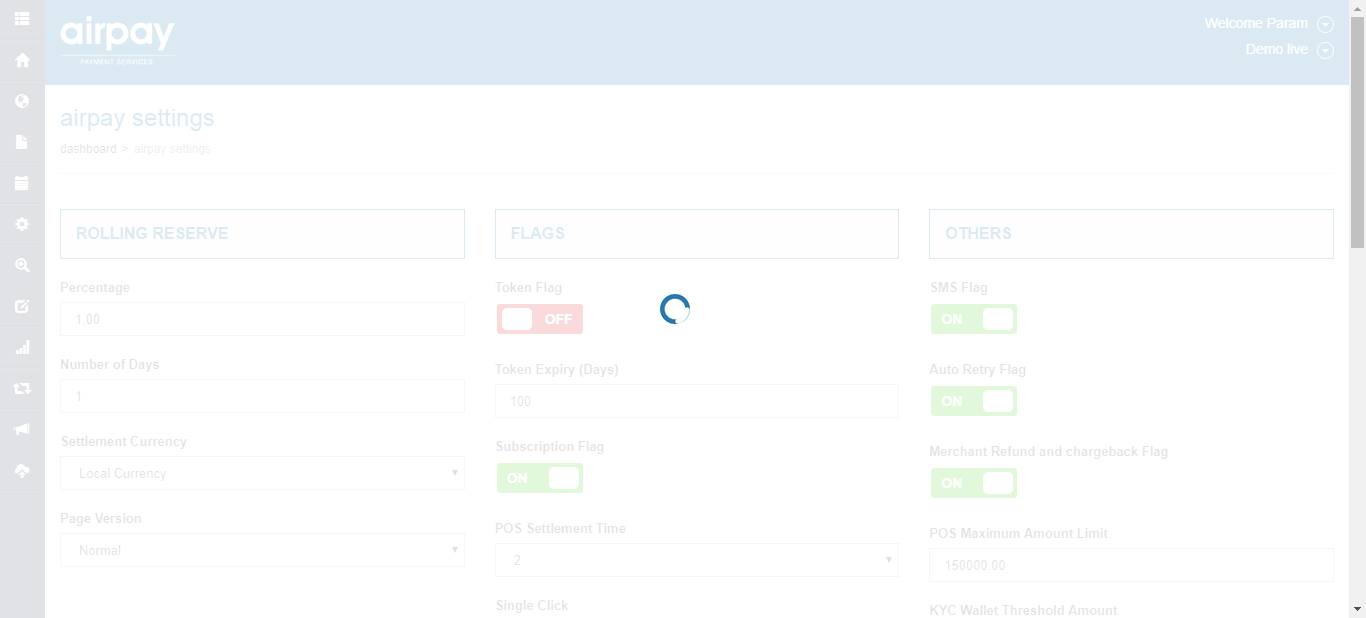 airpay
PAYMENT SERVICES
Welcome Param
Demo live
airpay settings
dashboard > airpay settings
ROLLING RESERVE
Percentage
1.00
Number of Days
1
Settlement Currency
Local Currency
Page Version
Normal
FLAGS
Token Flag
OFF
Token Expiry (Days)
100
Subscription Flag
ON
POS Settlement Time
2
Single Click
OTHERS
SMS Flag
ON
Auto Retry Flag
ON
Merchant Refund and chargeback Flag
ON
POS Maximum Amount Limit
150000.00
KYC Wallet Threshold Amount